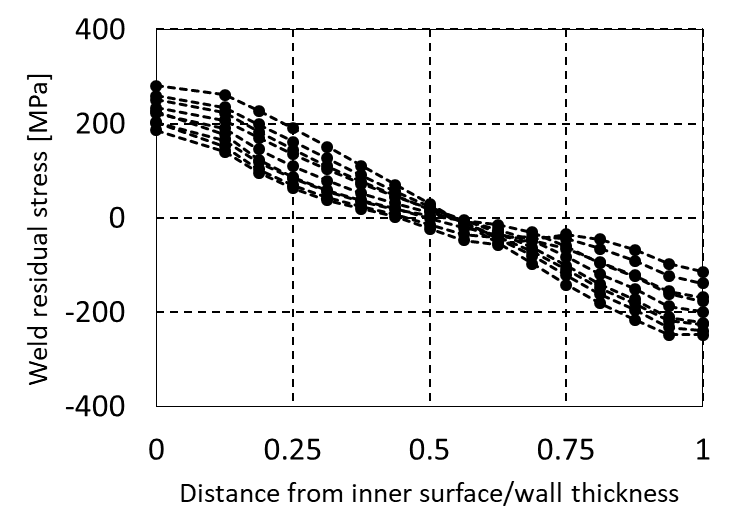 Weld residual stress [MPa]
400
200
0
-200
-400
0 0.25 0.5 0.75 1
Distance from inner surface/wall thickness